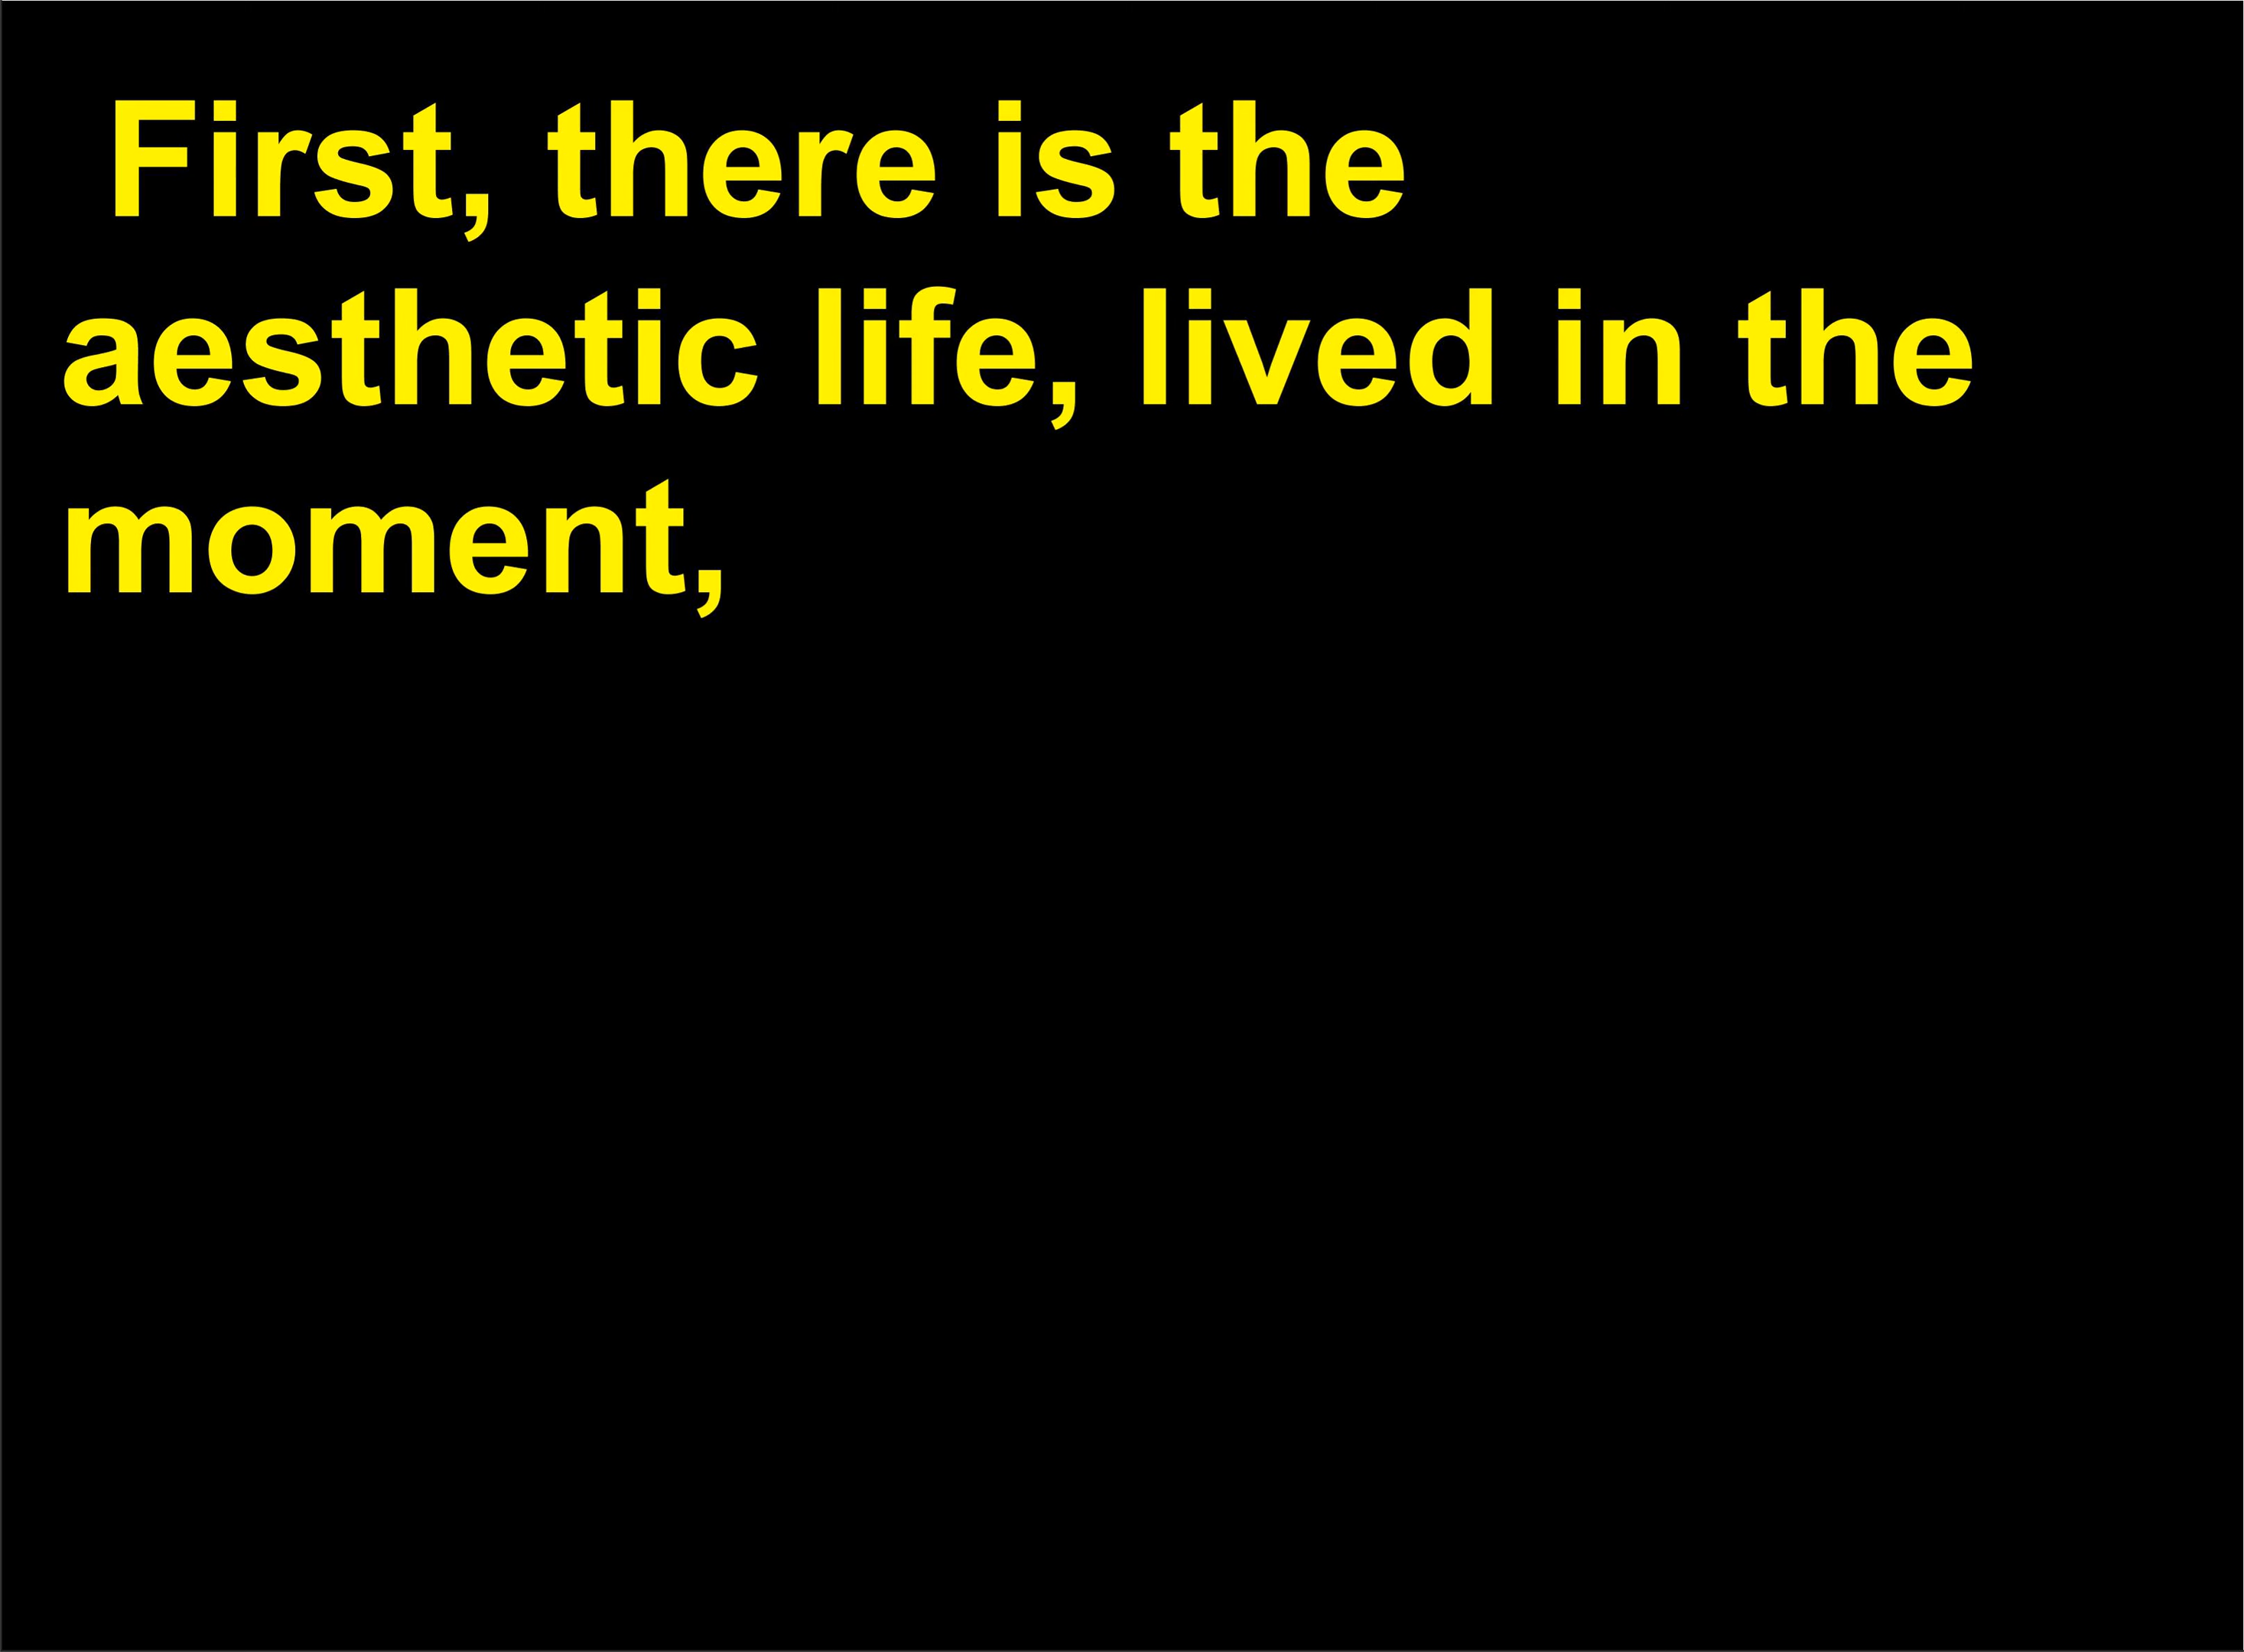 First, there is the
aesthetic life, lived in the
moment,